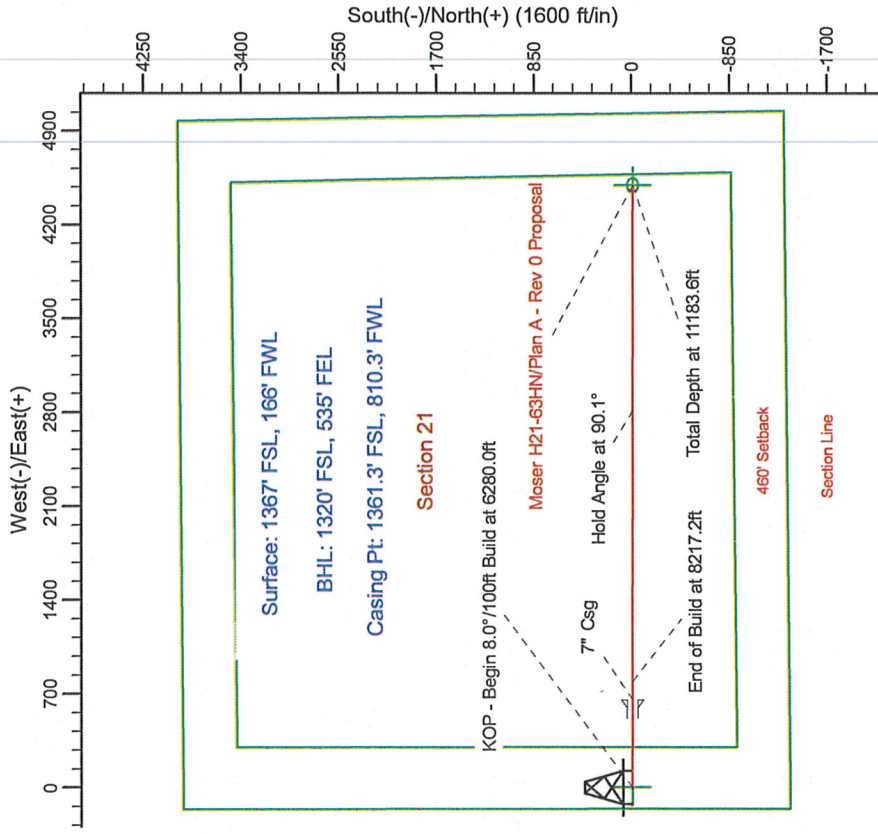 South(-)/North(+) (1600 ft/in)
4250
3400
2550
1700
850
0
-850
-1700
West(-)/East(+)
4900
4200
3500
2800
2100
1400
700
0
Surface: 1367' FSL, 166' FWL
BHL: 1320' FSL, 535' FEL
Casing Pt: 1361.3' FSL, 810.3' FWL
Section 21
KOP - Begin 8.0°/100ft Build at 6280.0ft
Moser H21-63HN/Plan A - Rev 0 Proposal
7" Csg
Hold Angle at 90.1°
End of Build at 8217.2ft
Total Depth at 11183.6ft
460' Setback
Section Line